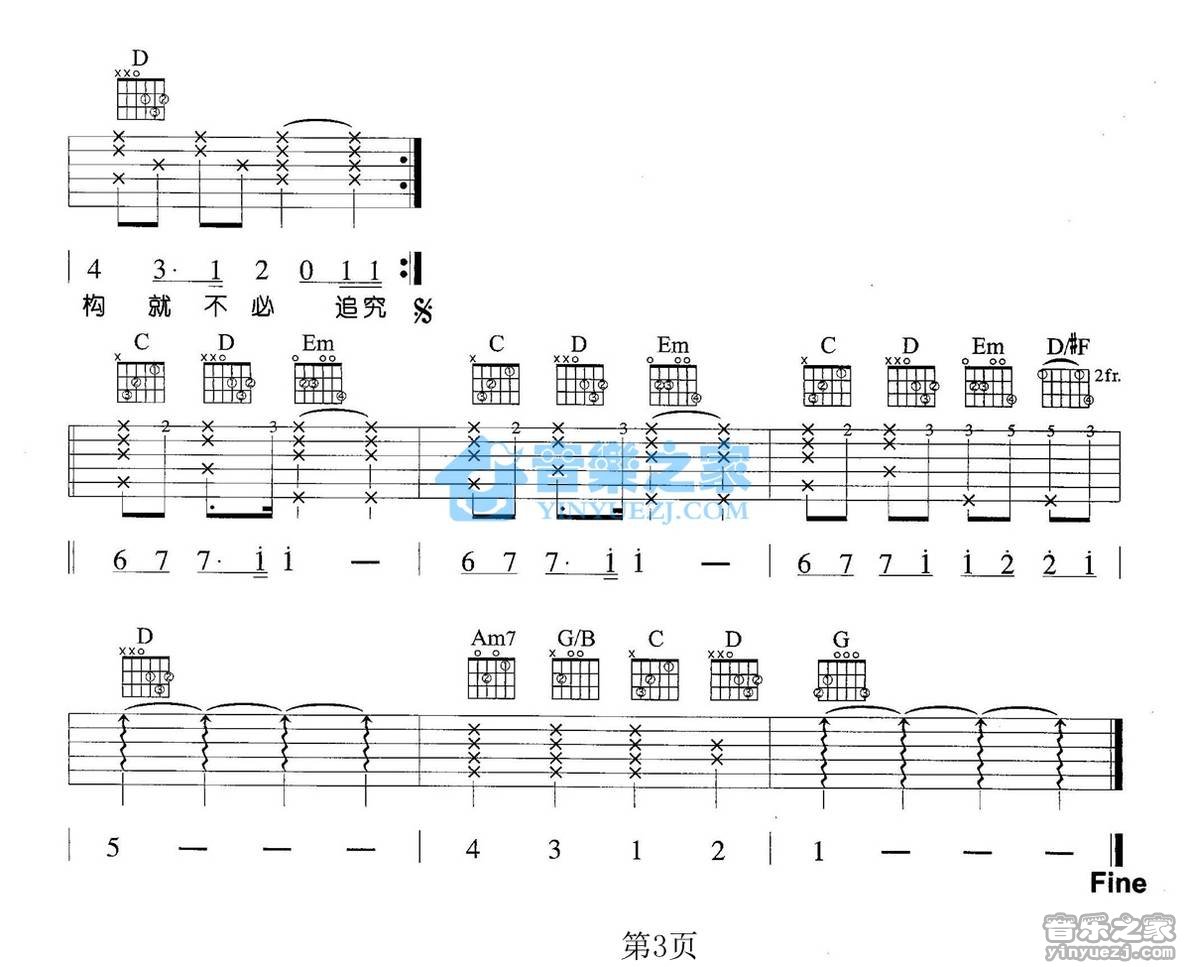 D
| 4 3· 1 2 0 1 1 :|
构 就 不 必 追 究 𝄋
C D Em C D Em C D Em D/#F
2fr.
2 3 2 3 2 3 3 5 5 3
|| 6 7 7· i i — | 6 7 7· i i — | 6 7 7 i i 2̇ 2̇ i |
D Am7 G/B C D G
| 5 — — — | 4 3 1 2 | 1 — — — ||
Fine
音樂之家
YINYUEZJ.COM
第3页
音乐之家
yinyuezj.com